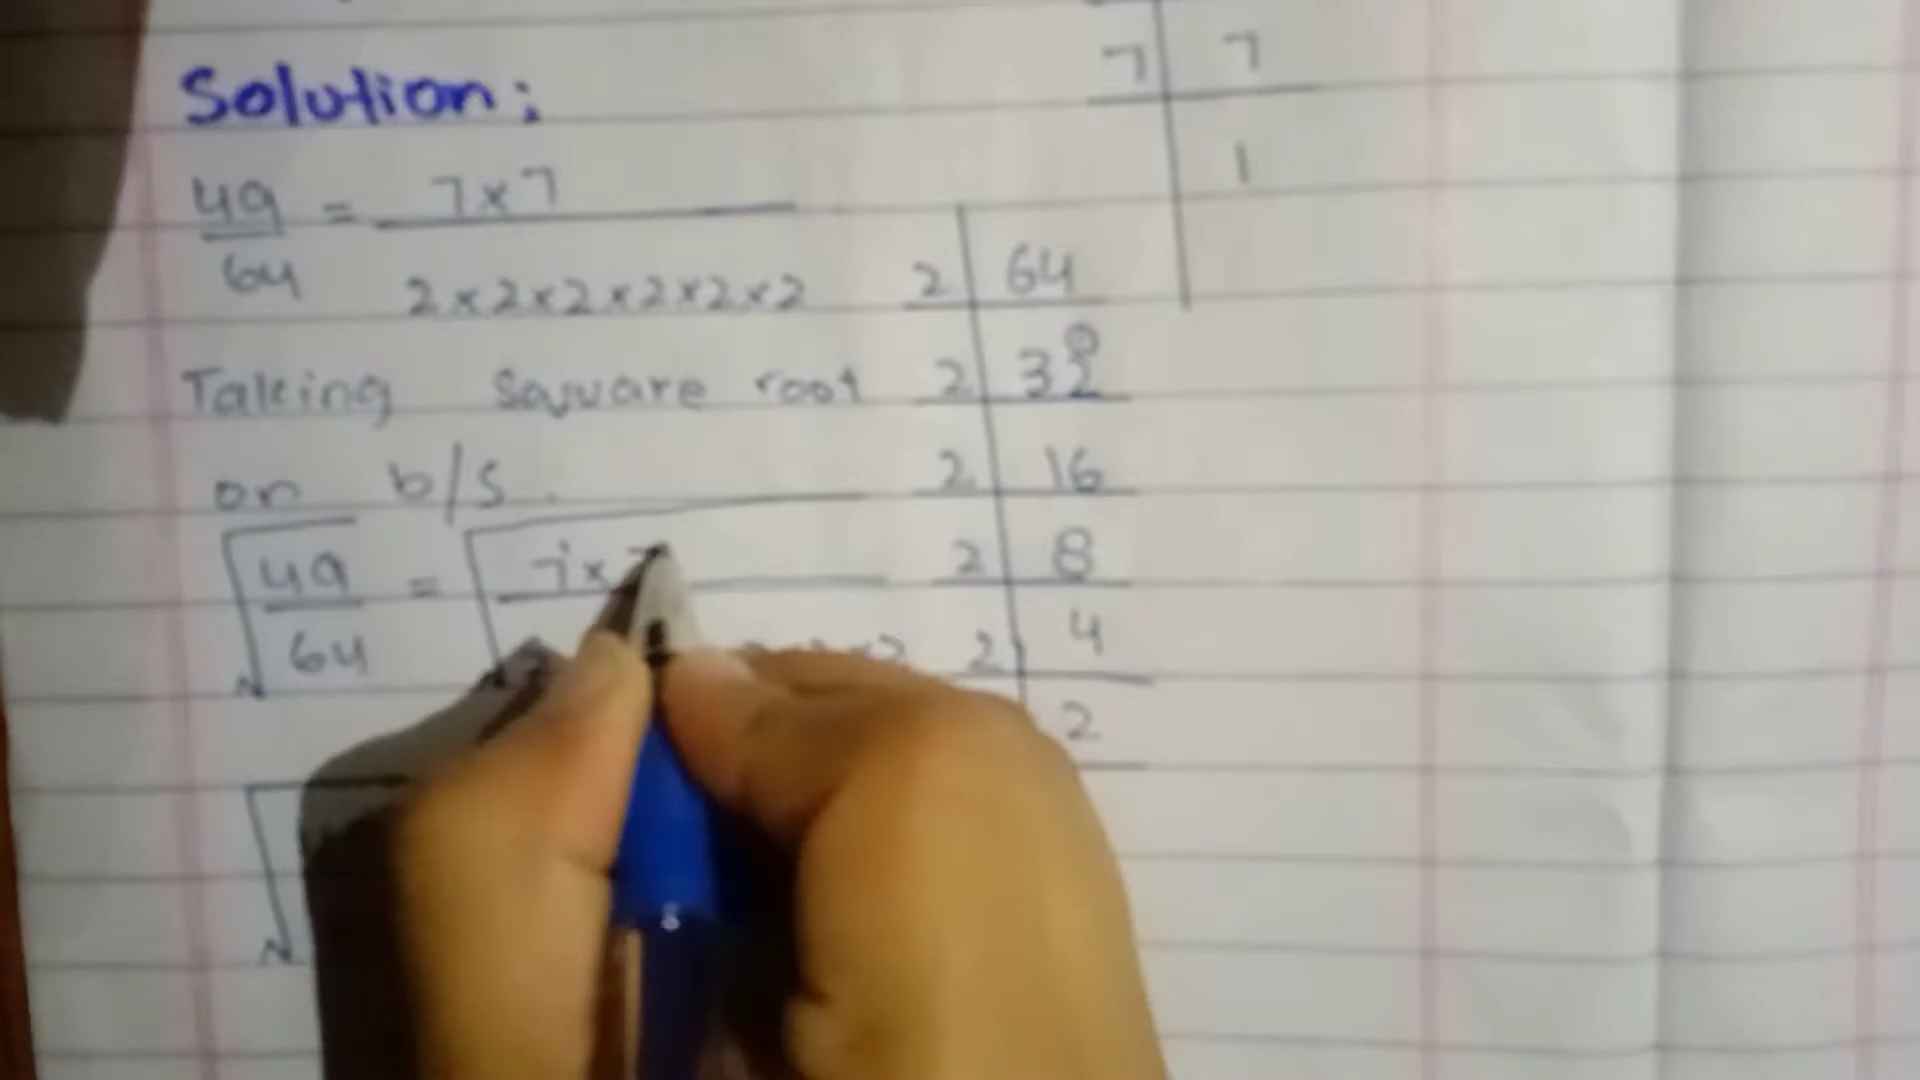 Solution:
49/64 = 7×7 / 2×2×2×2×2×2
Taking Square root
on b/s.
√49/64 = √7×7
7 | 7
1
2 | 64
2 | 32
2 | 16
2 | 8
2 | 4
2